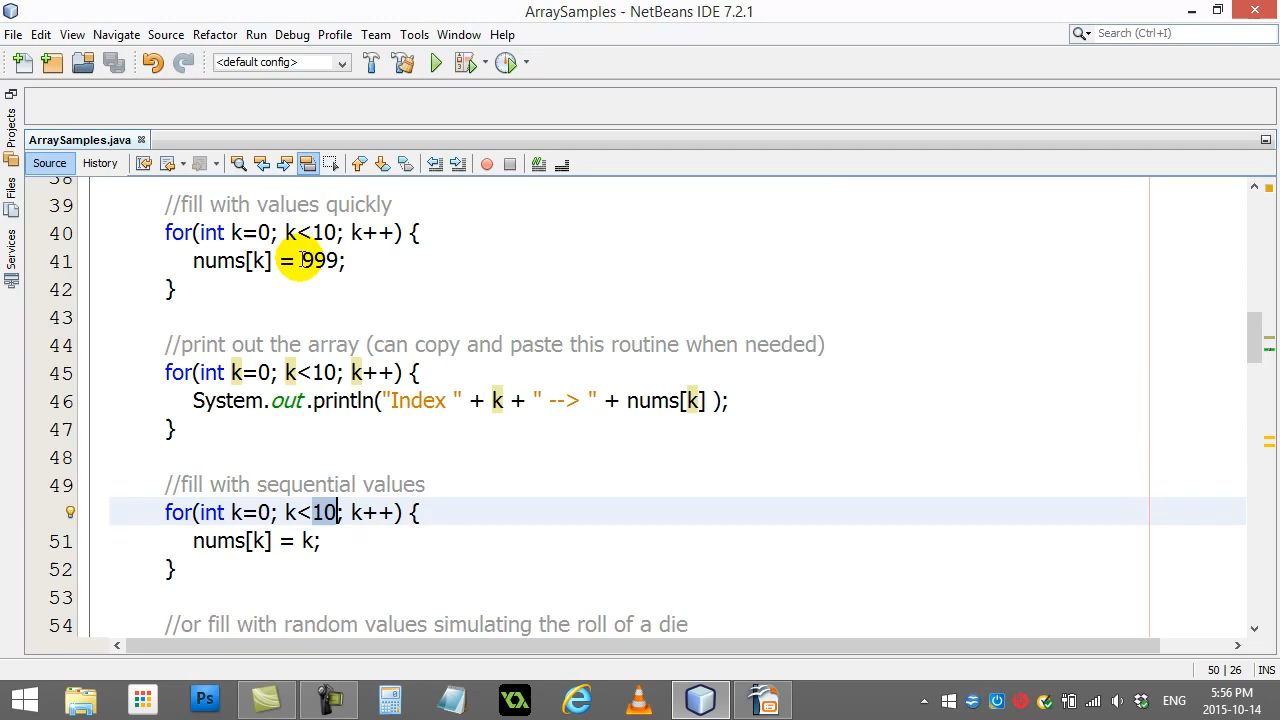 ArraySamples - NetBeans IDE 7.2.1
File Edit View Navigate Source Refactor Run Debug Profile Team Tools Window Help
Search (Ctrl+I)
<default config>
Projects
Files
Services
ArraySamples.java
Source History
38
39 //fill with values quickly
40 for(int k=0; k<10; k++) {
41 nums[k] = 999;
42 }
43
44 //print out the array (can copy and paste this routine when needed)
45 for(int k=0; k<10; k++) {
46 System.out.println("Index " + k + " --> " + nums[k] );
47 }
48
49 //fill with sequential values
for(int k=0; k<10; k++) {
51 nums[k] = k;
52 }
53
54 //or fill with random values simulating the roll of a die
50 | 26 INS
Ps
ENG
5:56 PM
2015-10-14